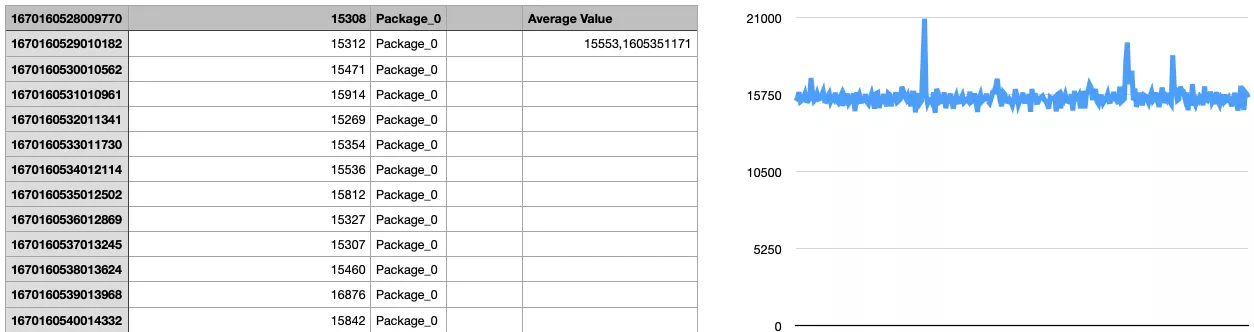 1670160528009770 15308 Package_0 Average Value
1670160529010182 15312 Package_0 15553,1605351171
1670160530010562 15471 Package_0
1670160531010961 15914 Package_0
1670160532011341 15269 Package_0
1670160533011730 15354 Package_0
1670160534012114 15536 Package_0
1670160535012502 15812 Package_0
1670160536012869 15327 Package_0
1670160537013245 15307 Package_0
1670160538013624 15460 Package_0
1670160539013968 16876 Package_0
1670160540014332 15842 Package_0
21000
15750
10500
5250
0